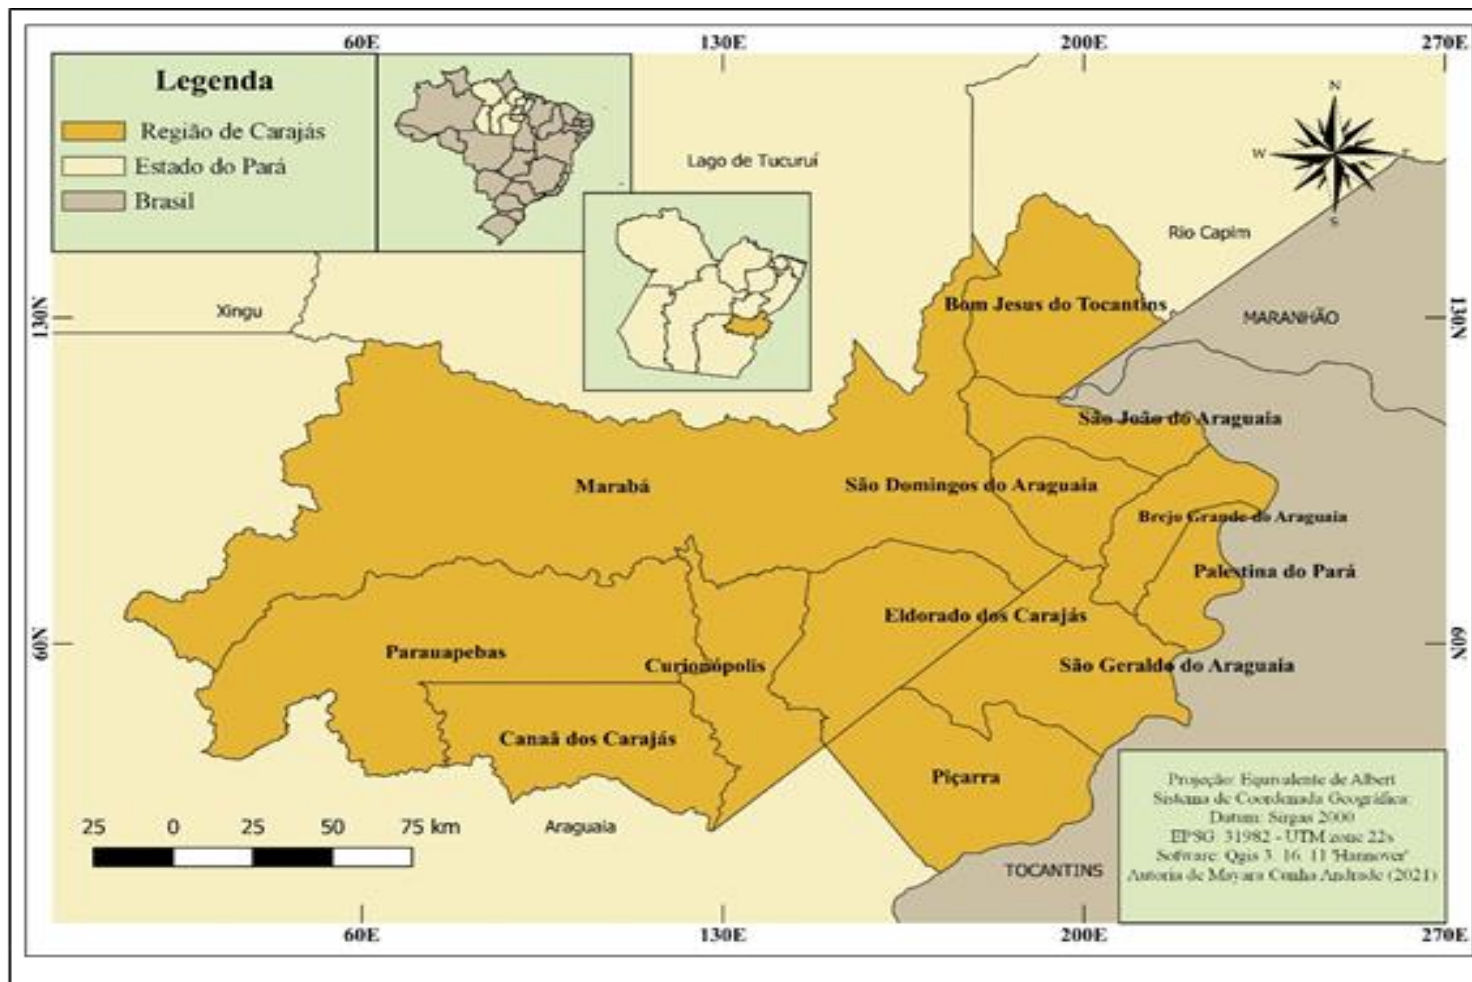 60E
130E
200E
270E
Legenda
Região de Carajás
Estado do Pará
Brasil
N
W
E
S
Lago de Tucuruí
Rio Capim
Xingu
130N
130N
Bom Jesus do Tocantins
MARANHÃO
São João do Araguaia
Marabá
São Domingos do Araguaia
Brejo Grande do Araguaia
Palestina do Pará
Eldorado dos Carajás
60N
60N
Parauapebas
Curionópolis
São Geraldo do Araguaia
Canaã dos Carajás
Piçarra
25 0 25 50 75 km
Araguaia
TOCANTINS
Projeção: Equivalente de Albert
Sistema de Coordenada Geográfica:
Datum: Sirgas 2000
EPSG: 31982 - UTM zone 22s
Software: Qgis 3. 16. 11 'Hannover'
Autoria de Mayara Cunha Andrade (2021)
60E
130E
200E
270E